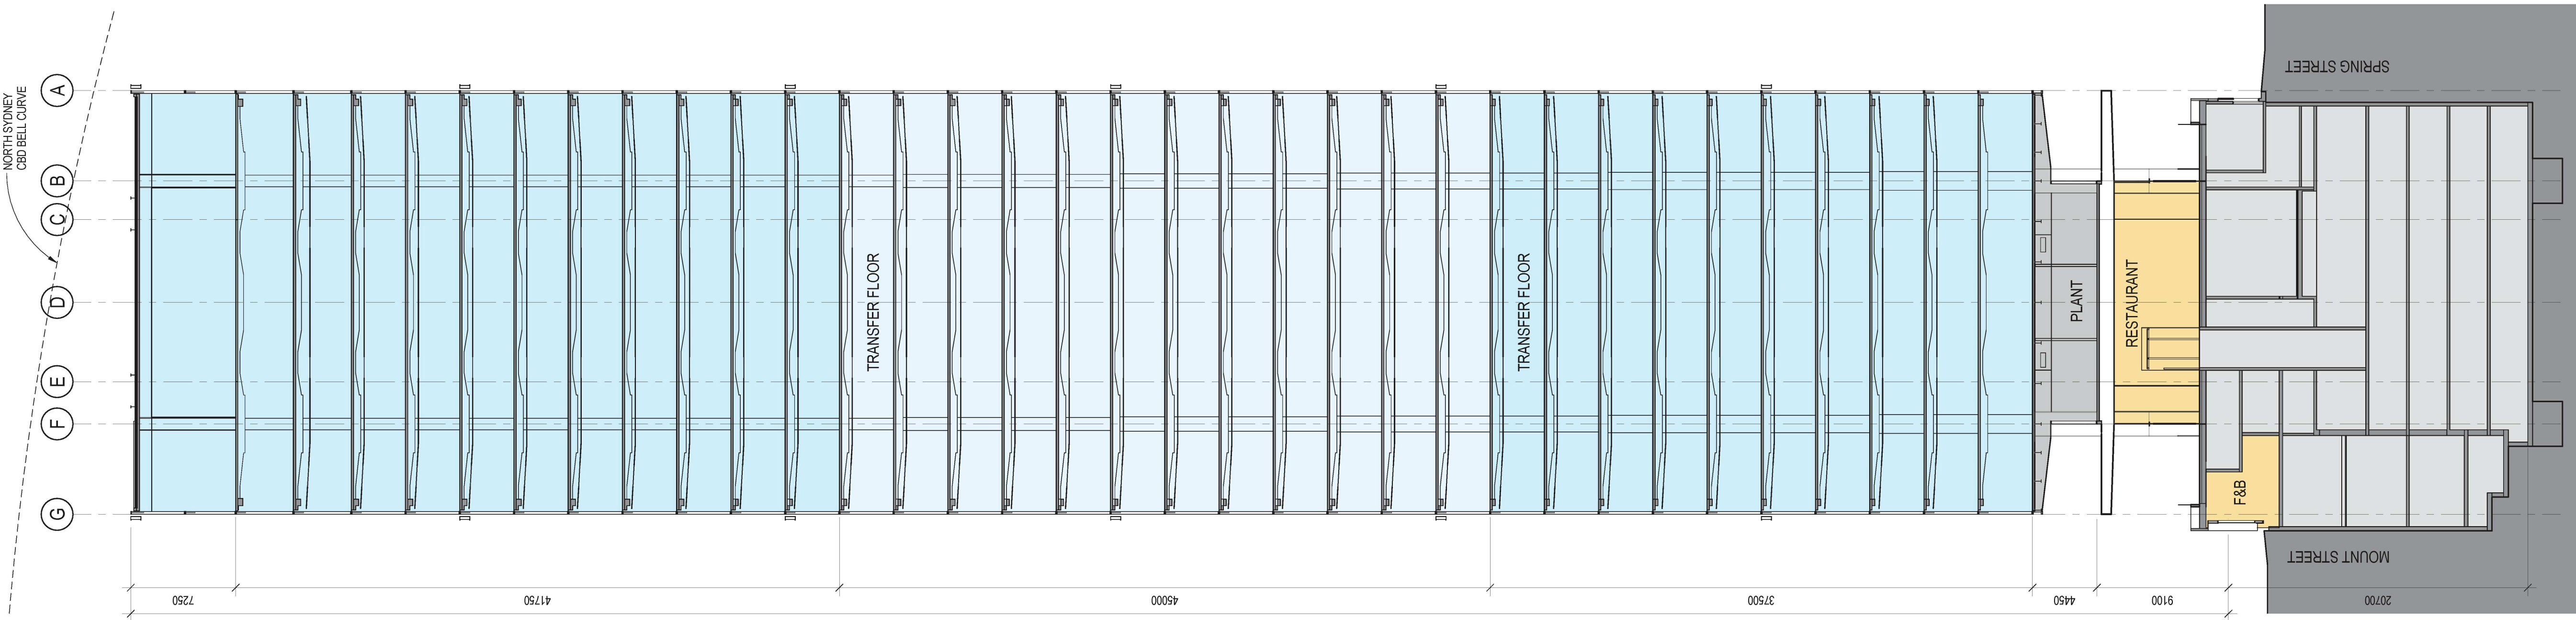 NORTH SYDNEY
CBD BELL CURVE
A
B
C
D
E
F
G
TRANSFER FLOOR
TRANSFER FLOOR
PLANT
RESTAURANT
F&B
SPRING STREET
MOUNT STREET
7250
41750
45000
37500
4450
9100
20700